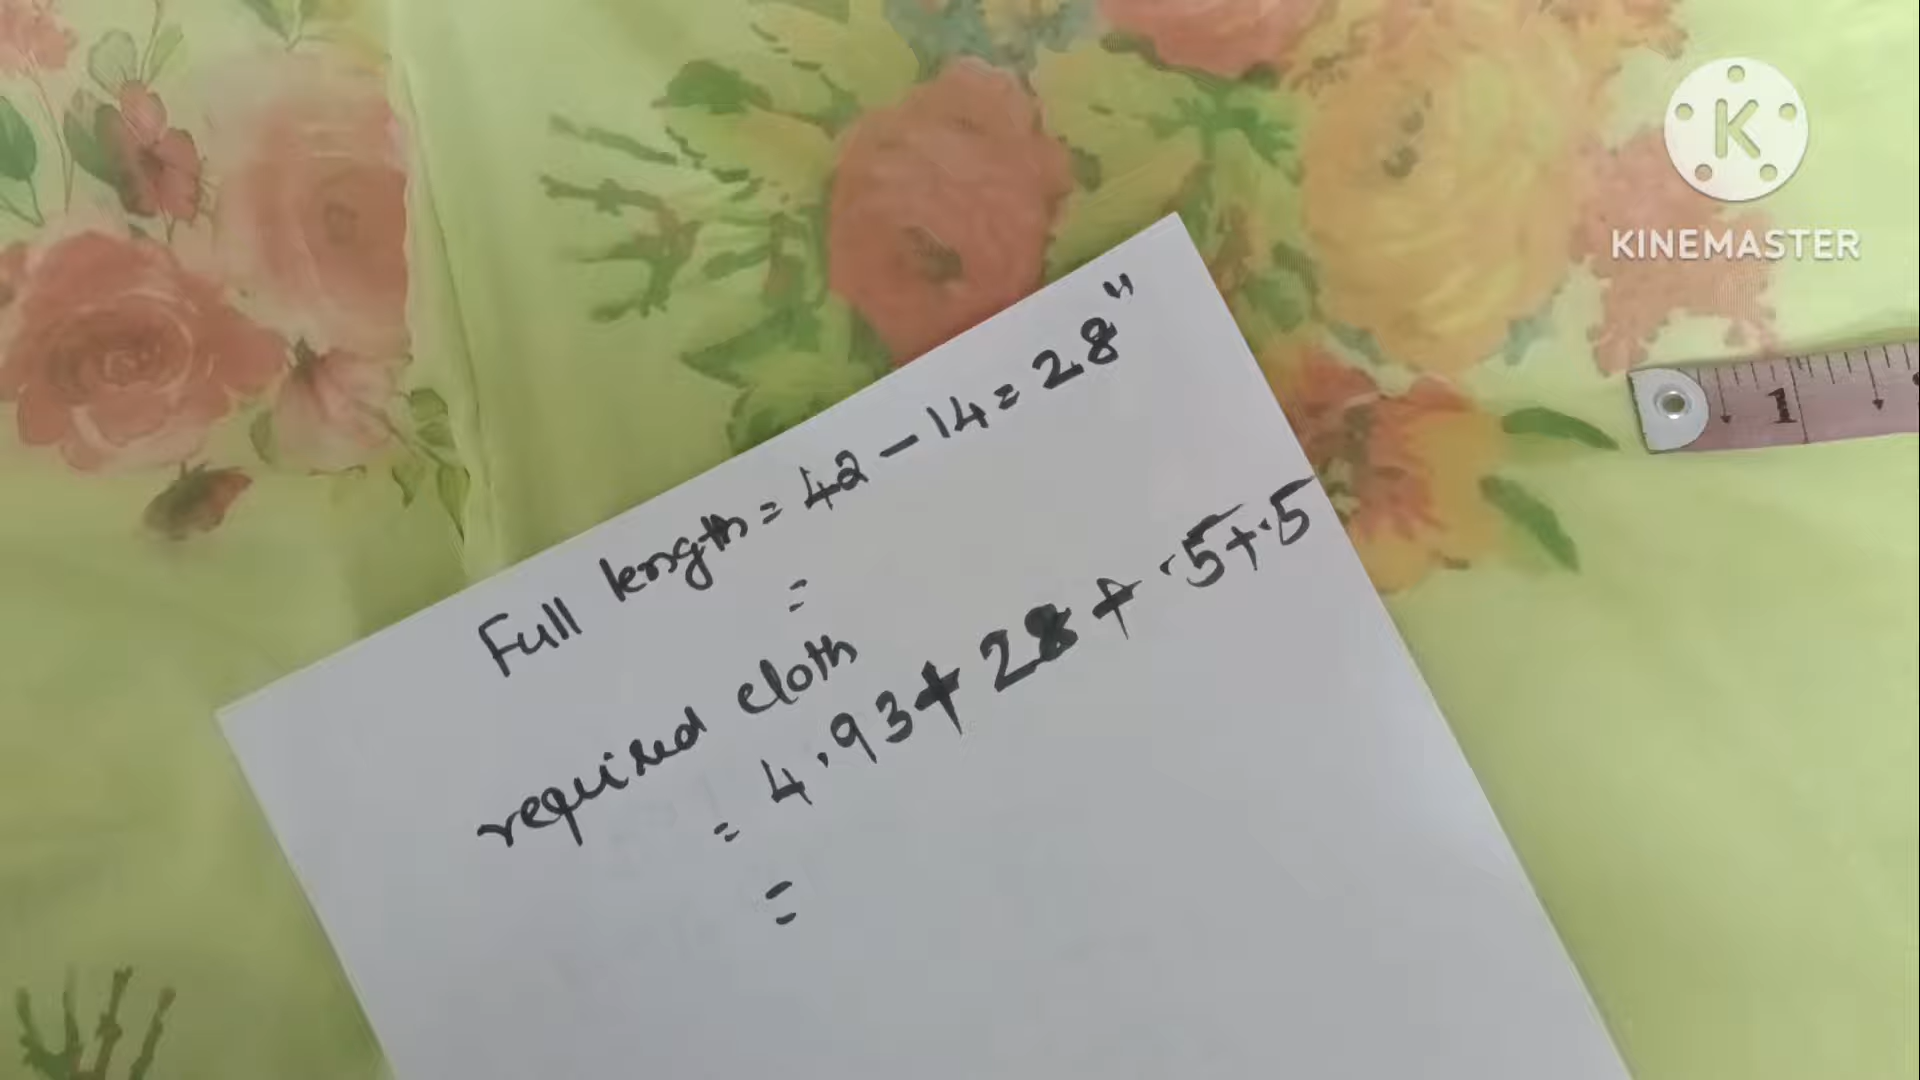 Full length = 42 - 14 = 28"
=
required cloth
= 4.93 + 28 + .5 + .5
=
KINEMASTER
1